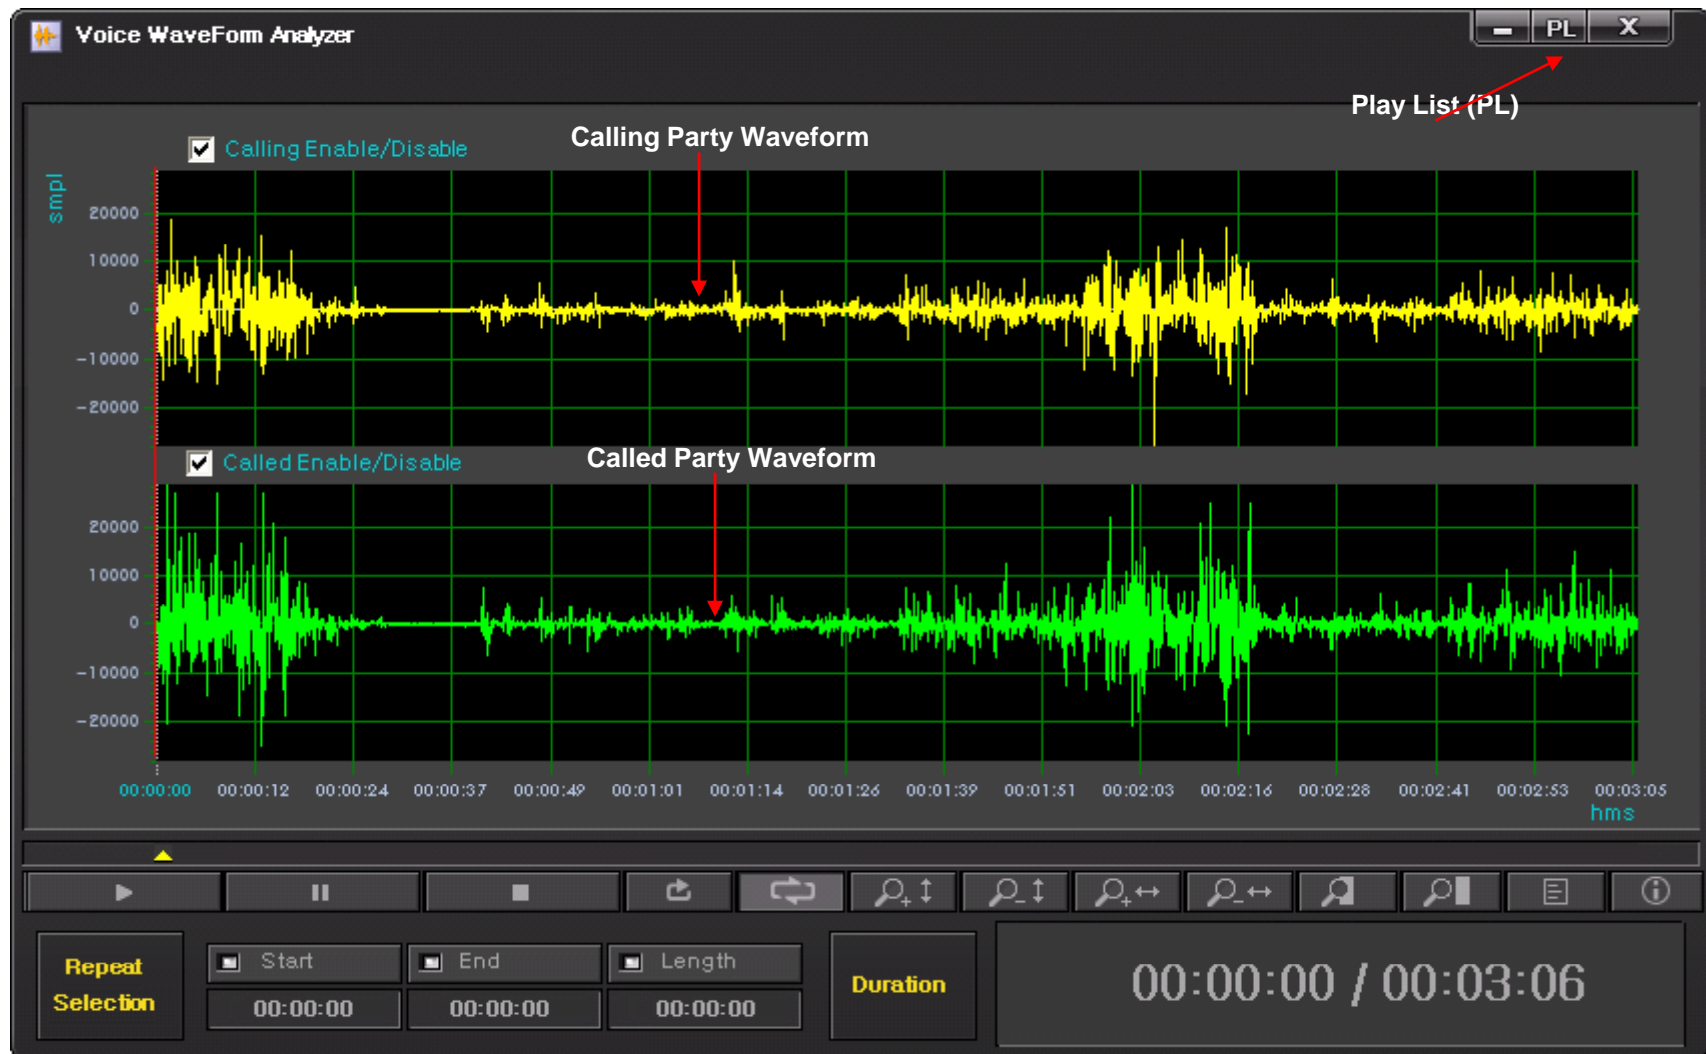 Voice WaveForm Analyzer
PL X
Play List (PL)
Calling Enable/Disable
Calling Party Waveform
smpl
20000
10000
0
-10000
-20000
Called Enable/Disable
Called Party Waveform
20000
10000
0
-10000
-20000
00:00:00 00:00:12 00:00:24 00:00:37 00:00:49 00:01:01 00:01:14 00:01:26 00:01:39 00:01:51 00:02:03 00:02:16 00:02:28 00:02:41 00:02:53 00:03:05
hms
Repeat
Selection
Start End Length
00:00:00 00:00:00 00:00:00
Duration
00:00:00 / 00:03:06